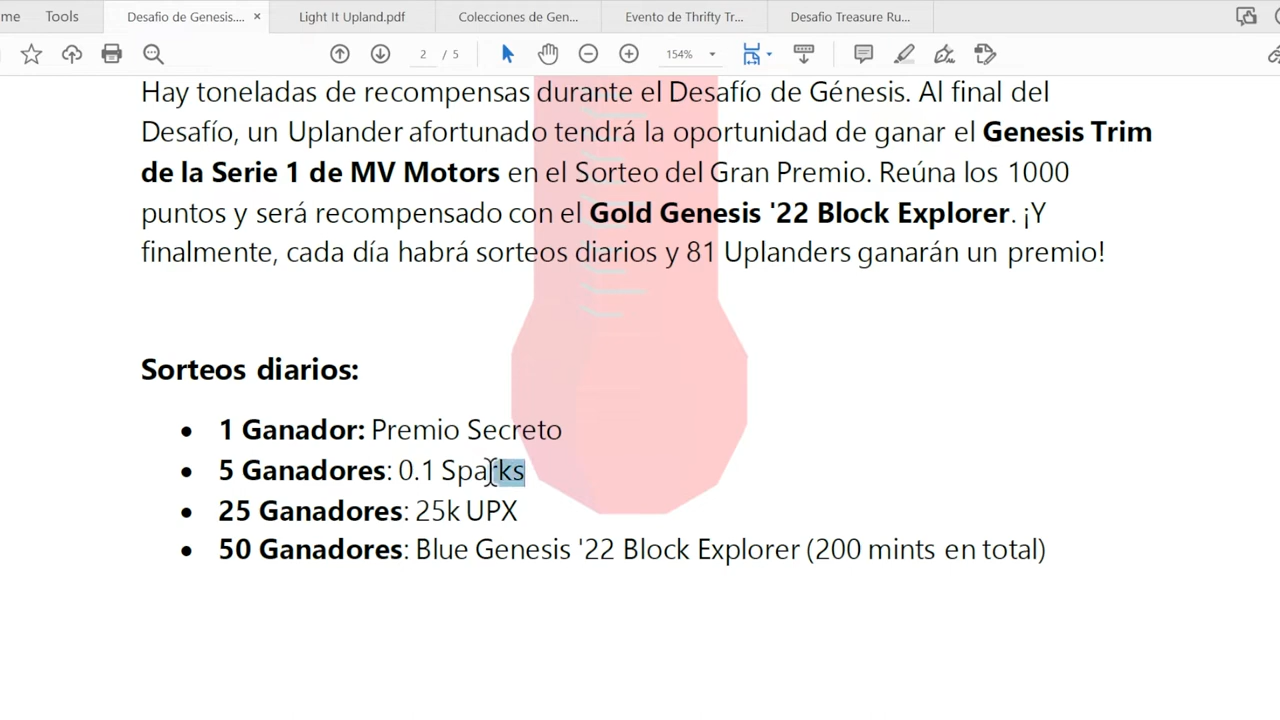 me
Tools
Desafio de Genesis....
×
Light It Upland.pdf
Colecciones de Gen...
Evento de Thrifty Tr...
Desafio Treasure Ru...
2 / 5
154%
Hay toneladas de recompensas durante el Desafío de Génesis. Al final del
Desafío, un Uplander afortunado tendrá la oportunidad de ganar el Genesis Trim
de la Serie 1 de MV Motors en el Sorteo del Gran Premio. Reúna los 1000
puntos y será recompensado con el Gold Genesis '22 Block Explorer. ¡Y
finalmente, cada día habrá sorteos diarios y 81 Uplanders ganarán un premio!
Sorteos diarios:
• 1 Ganador: Premio Secreto
• 5 Ganadores: 0.1 Sparks
• 25 Ganadores: 25k UPX
• 50 Ganadores: Blue Genesis '22 Block Explorer (200 mints en total)